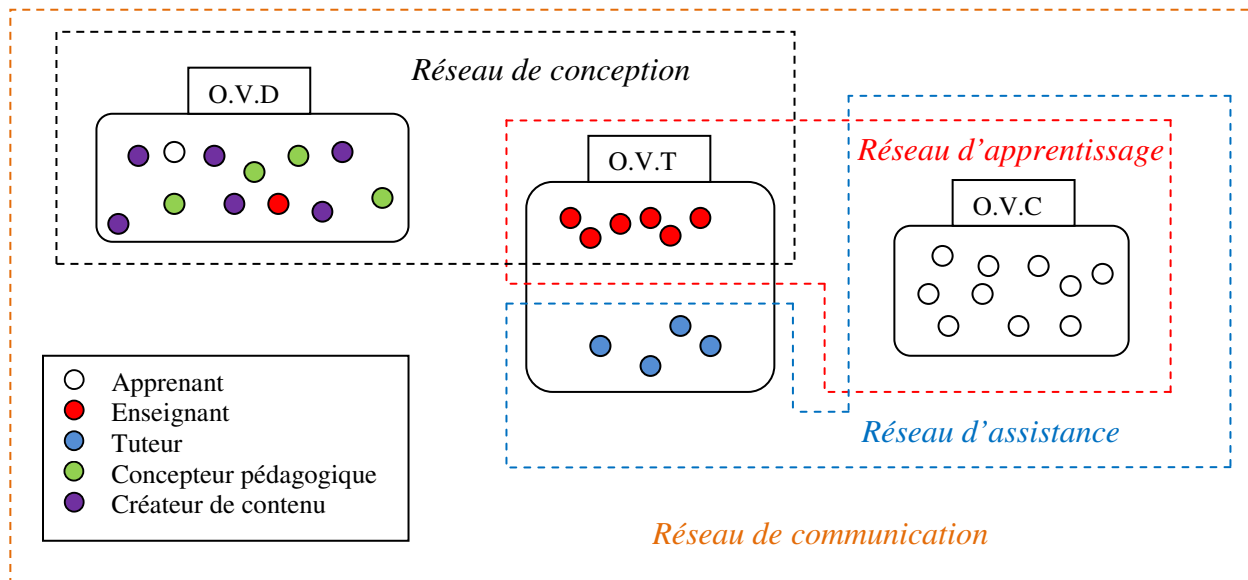 Réseau de conception
O.V.D
O.V.T
Réseau d'apprentissage
O.V.C
Apprenant
Enseignant
Tuteur
Concepteur pédagogique
Créateur de contenu
Réseau d'assistance
Réseau de communication